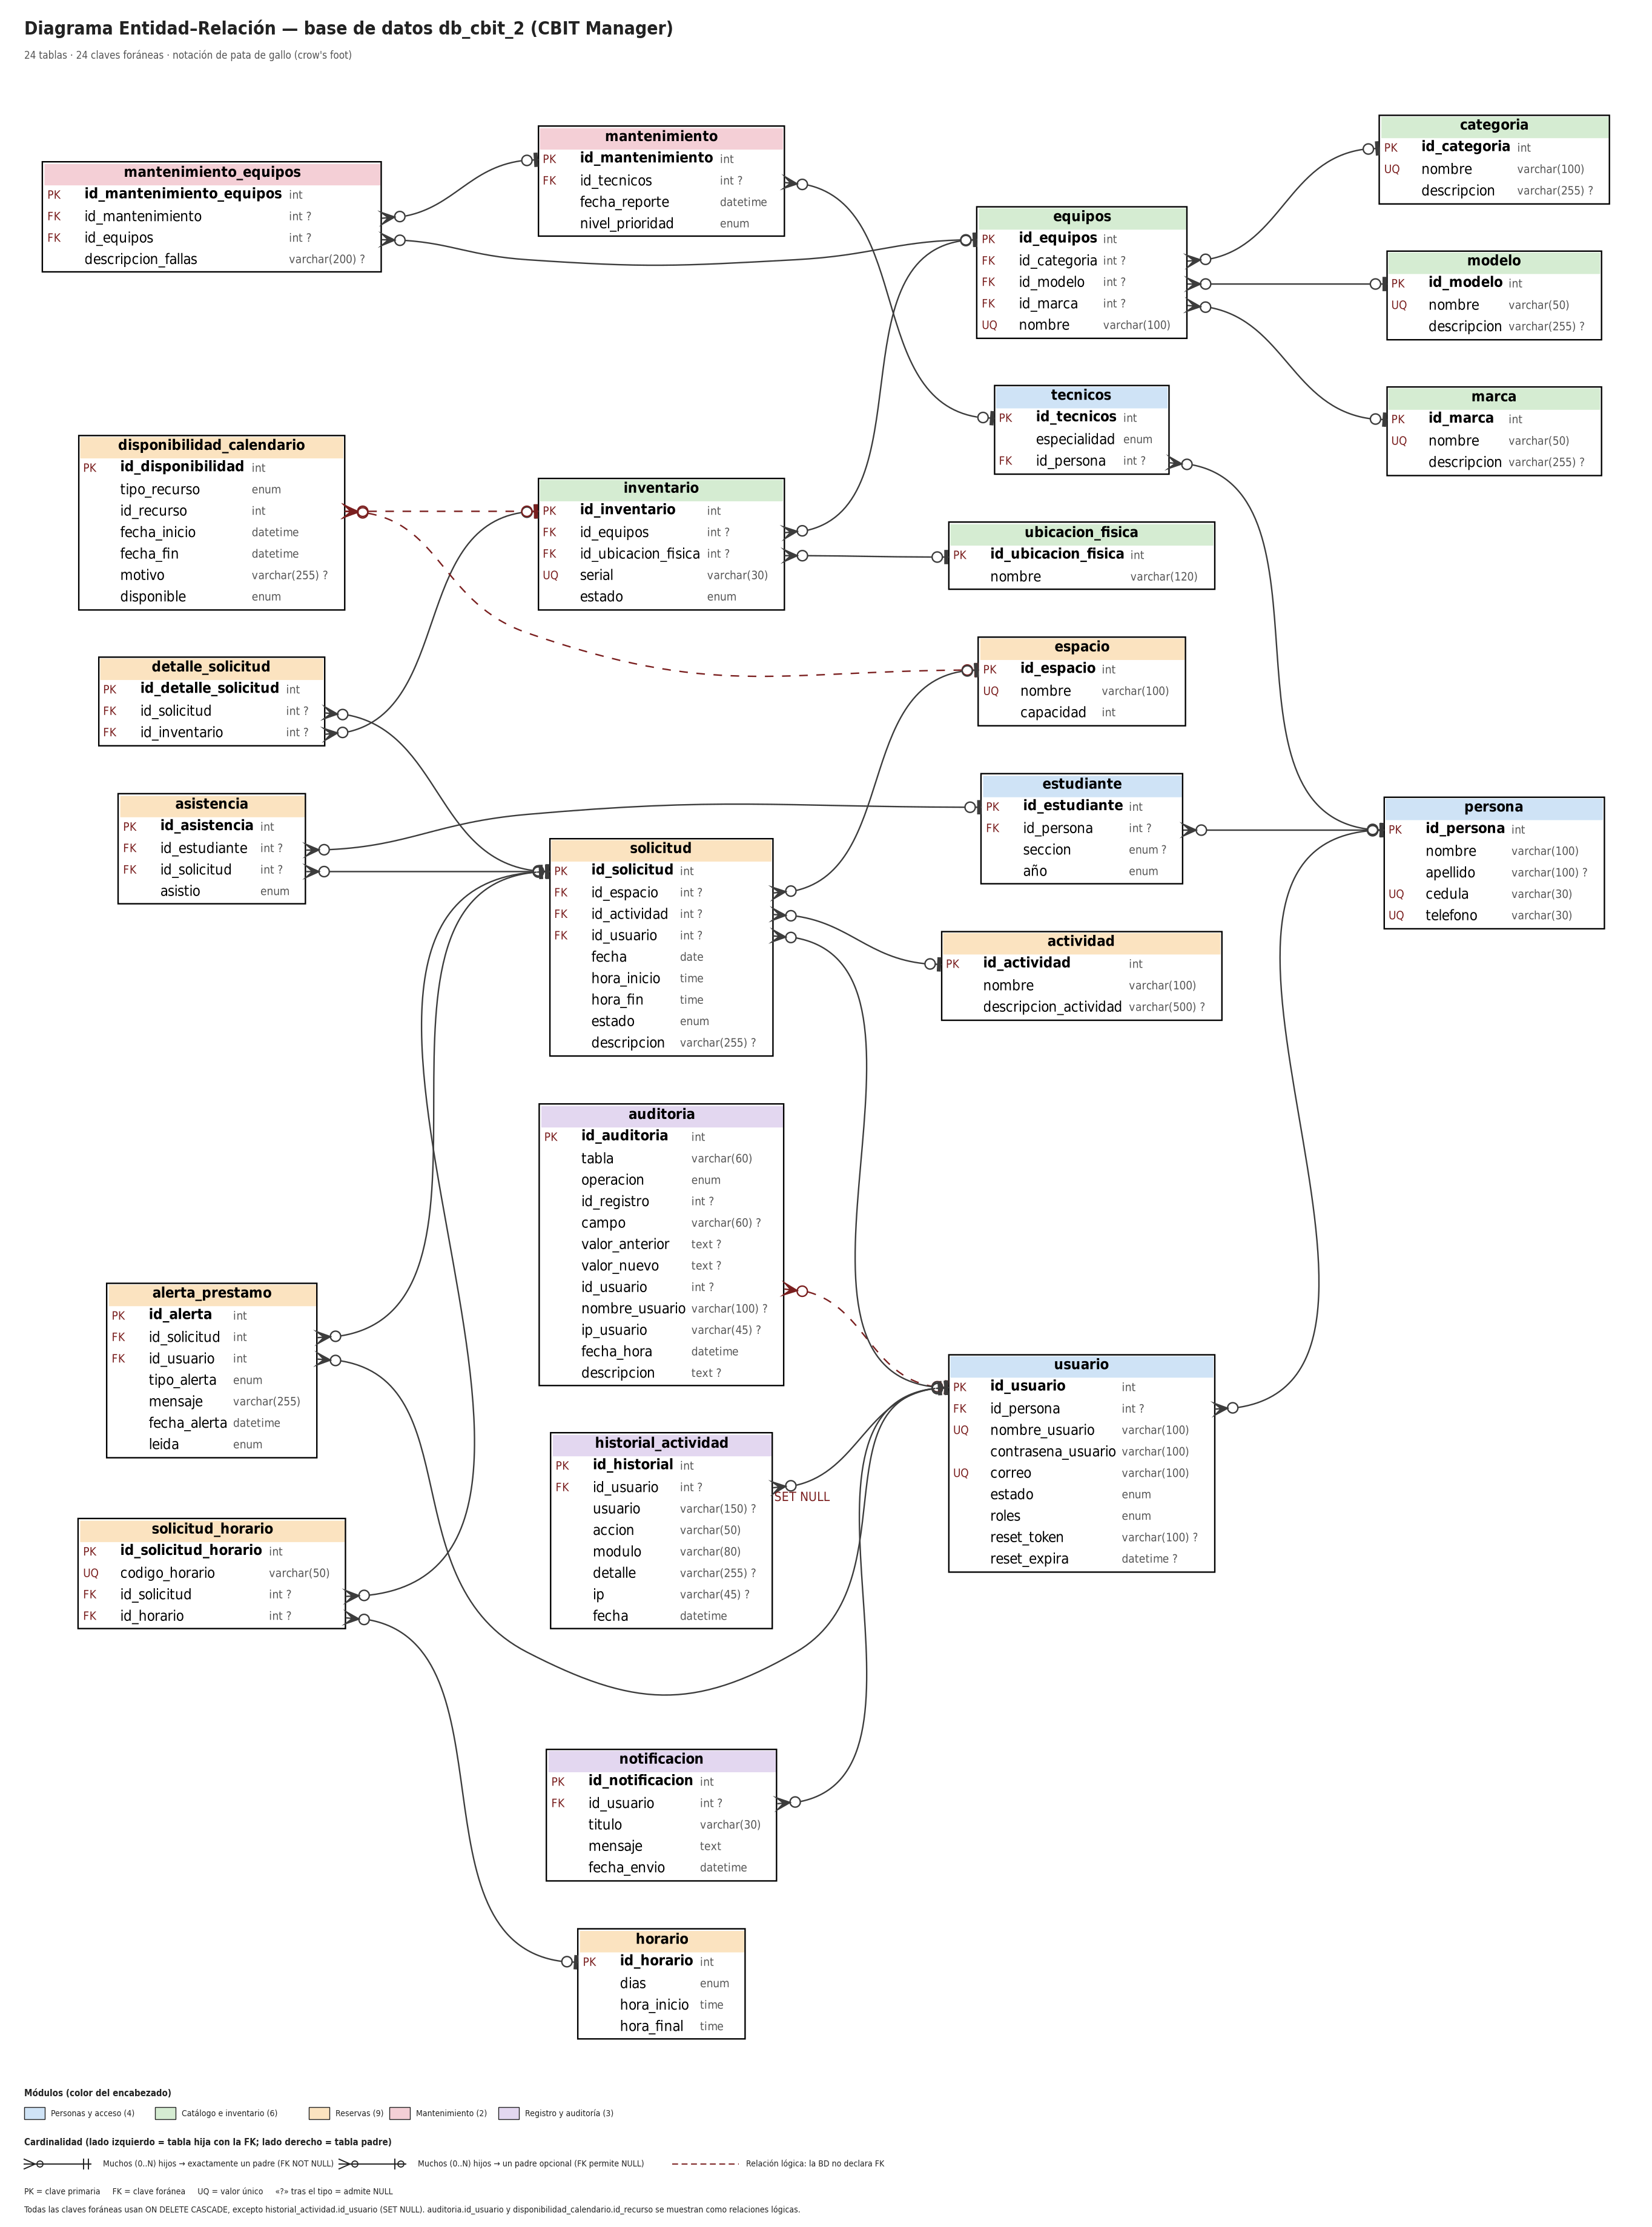 Diagrama Entidad–Relación — base de datos db_cbit_2 (CBIT Manager)
24 tablas · 24 claves foráneas · notación de pata de gallo (crow's foot)
mantenimiento_equipos
PK id_mantenimiento_equipos int
FK id_mantenimiento int ?
FK id_equipos int ?
descripcion_fallas varchar(200) ?
mantenimiento
PK id_mantenimiento int
FK id_tecnicos int ?
fecha_reporte datetime
nivel_prioridad enum
equipos
PK id_equipos int
FK id_categoria int ?
FK id_modelo int ?
FK id_marca int ?
UQ nombre varchar(100)
categoria
PK id_categoria int
UQ nombre varchar(100)
descripcion varchar(255) ?
modelo
PK id_modelo int
UQ nombre varchar(50)
descripcion varchar(255) ?
marca
PK id_marca int
UQ nombre varchar(50)
descripcion varchar(255) ?
tecnicos
PK id_tecnicos int
especialidad enum
FK id_persona int ?
disponibilidad_calendario
PK id_disponibilidad int
tipo_recurso enum
id_recurso int
fecha_inicio datetime
fecha_fin datetime
motivo varchar(255) ?
disponible enum
inventario
PK id_inventario int
FK id_equipos int ?
FK id_ubicacion_fisica int ?
UQ serial varchar(30)
estado enum
ubicacion_fisica
PK id_ubicacion_fisica int
nombre varchar(120)
detalle_solicitud
PK id_detalle_solicitud int
FK id_solicitud int ?
FK id_inventario int ?
espacio
PK id_espacio int
UQ nombre varchar(100)
capacidad int
asistencia
PK id_asistencia int
FK id_estudiante int ?
FK id_solicitud int ?
asistio enum
estudiante
PK id_estudiante int
FK id_persona int ?
seccion enum ?
año enum
persona
PK id_persona int
nombre varchar(100)
apellido varchar(100) ?
UQ cedula varchar(30)
UQ telefono varchar(30)
solicitud
PK id_solicitud int
FK id_espacio int ?
FK id_actividad int ?
FK id_usuario int ?
fecha date
hora_inicio time
hora_fin time
estado enum
descripcion varchar(255) ?
actividad
PK id_actividad int
nombre varchar(100)
descripcion_actividad varchar(500) ?
auditoria
PK id_auditoria int
tabla varchar(60)
operacion enum
id_registro int ?
campo varchar(60) ?
valor_anterior text ?
valor_nuevo text ?
id_usuario int ?
nombre_usuario varchar(100) ?
ip_usuario varchar(45) ?
fecha_hora datetime
descripcion text ?
alerta_prestamo
PK id_alerta int
FK id_solicitud int
FK id_usuario int
tipo_alerta enum
mensaje varchar(255)
fecha_alerta datetime
leida enum
usuario
PK id_usuario int
FK id_persona int ?
UQ nombre_usuario varchar(100)
contrasena_usuario varchar(100)
UQ correo varchar(100)
estado enum
roles enum
reset_token varchar(100) ?
reset_expira datetime ?
historial_actividad
PK id_historial int
FK id_usuario int ?
usuario varchar(150) ?
accion varchar(50)
modulo varchar(80)
detalle varchar(255) ?
ip varchar(45) ?
fecha datetime
SET NULL
solicitud_horario
PK id_solicitud_horario int
UQ codigo_horario varchar(50)
FK id_solicitud int ?
FK id_horario int ?
notificacion
PK id_notificacion int
FK id_usuario int ?
titulo varchar(30)
mensaje text
fecha_envio datetime
horario
PK id_horario int
dias enum
hora_inicio time
hora_final time
Módulos (color del encabezado)
Personas y acceso (4) Catálogo e inventario (6) Reservas (9) Mantenimiento (2) Registro y auditoría (3)
Cardinalidad (lado izquierdo = tabla hija con la FK; lado derecho = tabla padre)
Muchos (0..N) hijos → exactamente un padre (FK NOT NULL) Muchos (0..N) hijos → un padre opcional (FK permite NULL) Relación lógica: la BD no declara FK
PK = clave primaria FK = clave foránea UQ = valor único «?» tras el tipo = admite NULL
Todas las claves foráneas usan ON DELETE CASCADE, excepto historial_actividad.id_usuario (SET NULL). auditoria.id_usuario y disponibilidad_calendario.id_recurso se muestran como relaciones lógicas.